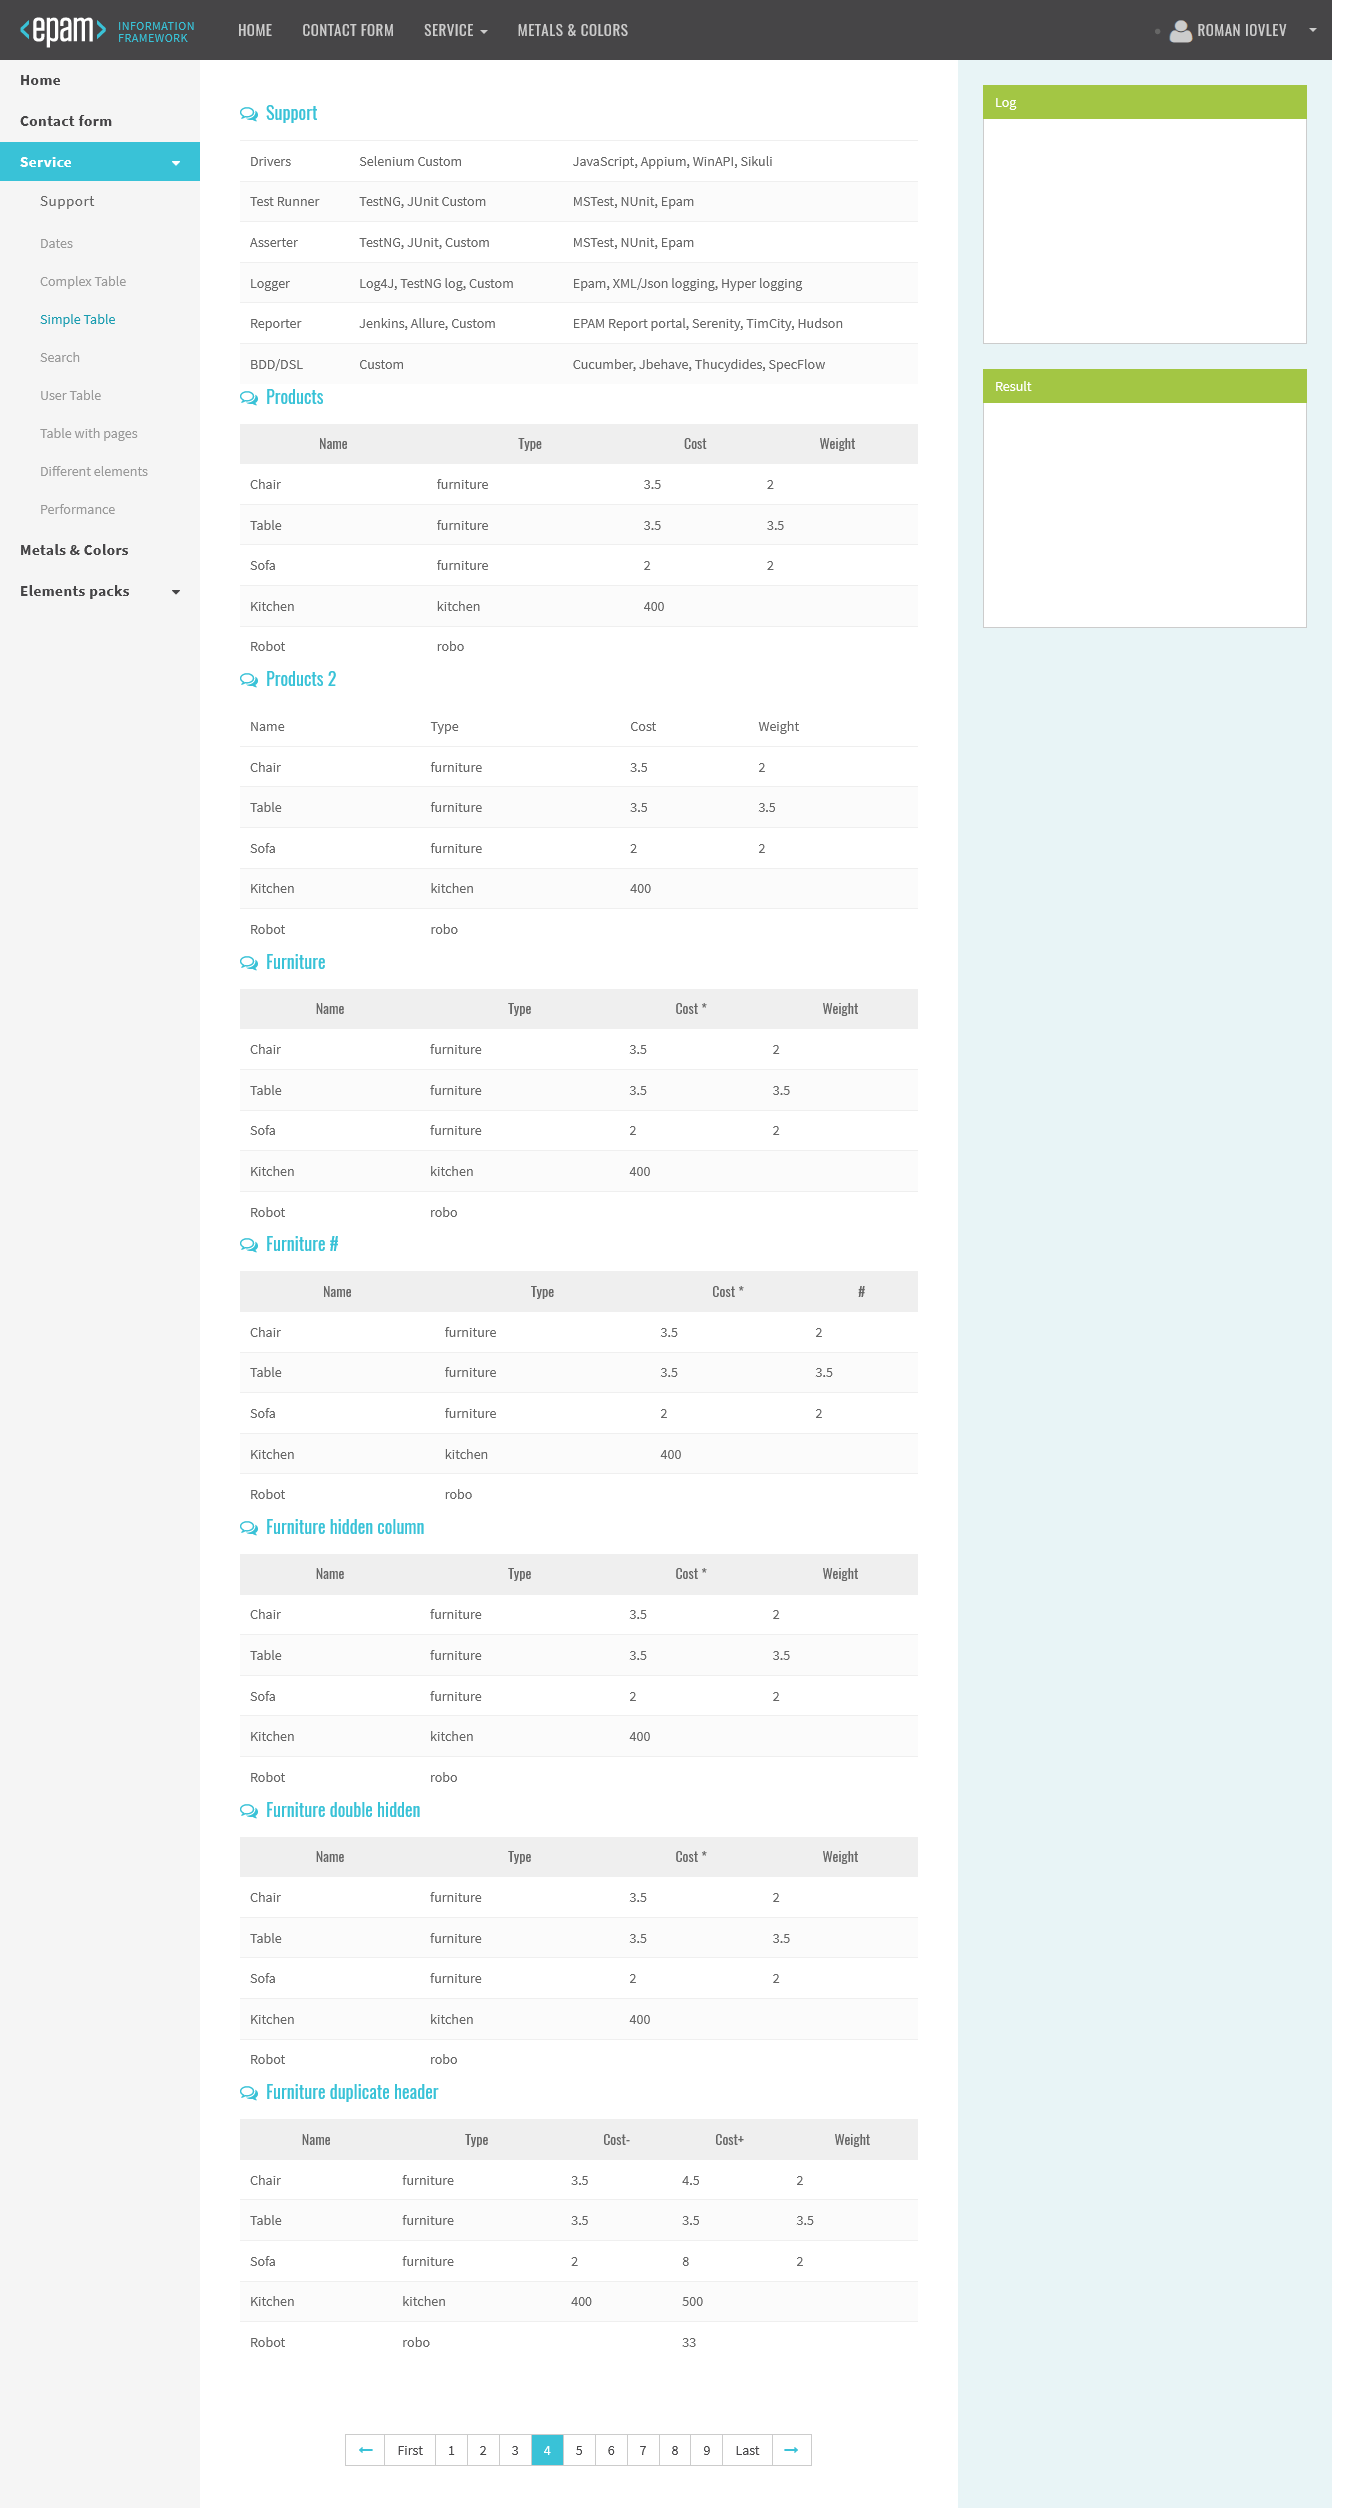 <epam> INFORMATION
FRAMEWORK
HOME CONTACT FORM SERVICE METALS & COLORS ROMAN IOVLEV
Home
Contact form
Service
Support
Dates
Complex Table
Simple Table
Search
User Table
Table with pages
Different elements
Performance
Metals & Colors
Elements packs
Support
Drivers Selenium Custom JavaScript, Appium, WinAPI, Sikuli
Test Runner TestNG, JUnit Custom MSTest, NUnit, Epam
Asserter TestNG, JUnit, Custom MSTest, NUnit, Epam
Logger Log4J, TestNG log, Custom Epam, XML/Json logging, Hyper logging
Reporter Jenkins, Allure, Custom EPAM Report portal, Serenity, TimCity, Hudson
BDD/DSL Custom Cucumber, Jbehave, Thucydides, SpecFlow
Products
Name Type Cost Weight
Chair furniture 3.5 2
Table furniture 3.5 3.5
Sofa furniture 2 2
Kitchen kitchen 400
Robot robo
Products 2
Name Type Cost Weight
Chair furniture 3.5 2
Table furniture 3.5 3.5
Sofa furniture 2 2
Kitchen kitchen 400
Robot robo
Furniture
Name Type Cost * Weight
Chair furniture 3.5 2
Table furniture 3.5 3.5
Sofa furniture 2 2
Kitchen kitchen 400
Robot robo
Furniture #
Name Type Cost * #
Chair furniture 3.5 2
Table furniture 3.5 3.5
Sofa furniture 2 2
Kitchen kitchen 400
Robot robo
Furniture hidden column
Name Type Cost * Weight
Chair furniture 3.5 2
Table furniture 3.5 3.5
Sofa furniture 2 2
Kitchen kitchen 400
Robot robo
Furniture double hidden
Name Type Cost * Weight
Chair furniture 3.5 2
Table furniture 3.5 3.5
Sofa furniture 2 2
Kitchen kitchen 400
Robot robo
Furniture duplicate header
Name Type Cost- Cost+ Weight
Chair furniture 3.5 4.5 2
Table furniture 3.5 3.5 3.5
Sofa furniture 2 8 2
Kitchen kitchen 400 500
Robot robo 33
← First 1 2 3 4 5 6 7 8 9 Last →
Log
Result